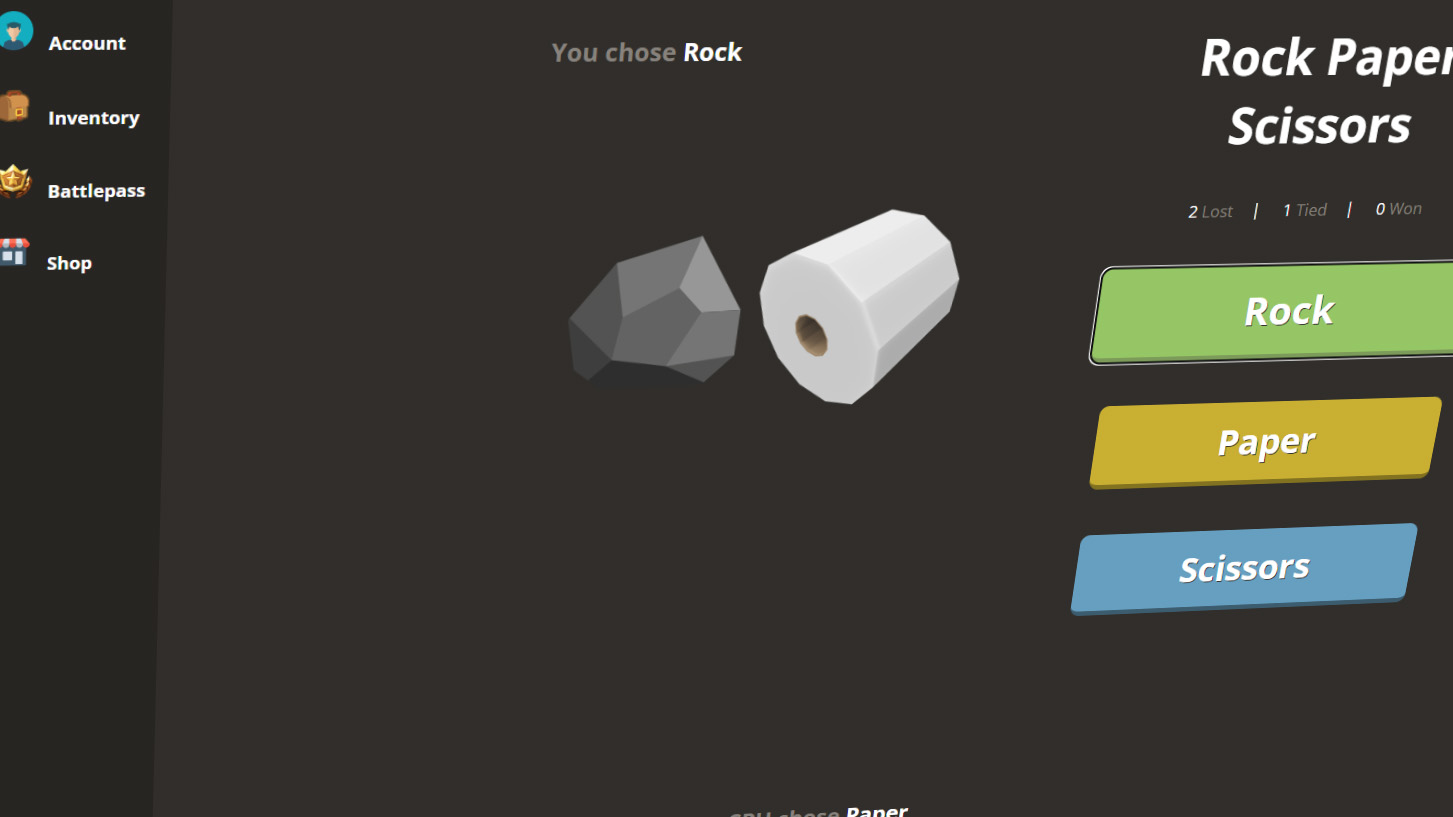 Account
Inventory
Battlepass
Shop
You chose Rock
Rock Paper
Scissors
2 Lost | 1 Tied | 0 Won
Rock
Paper
Scissors
CPU chose Paper